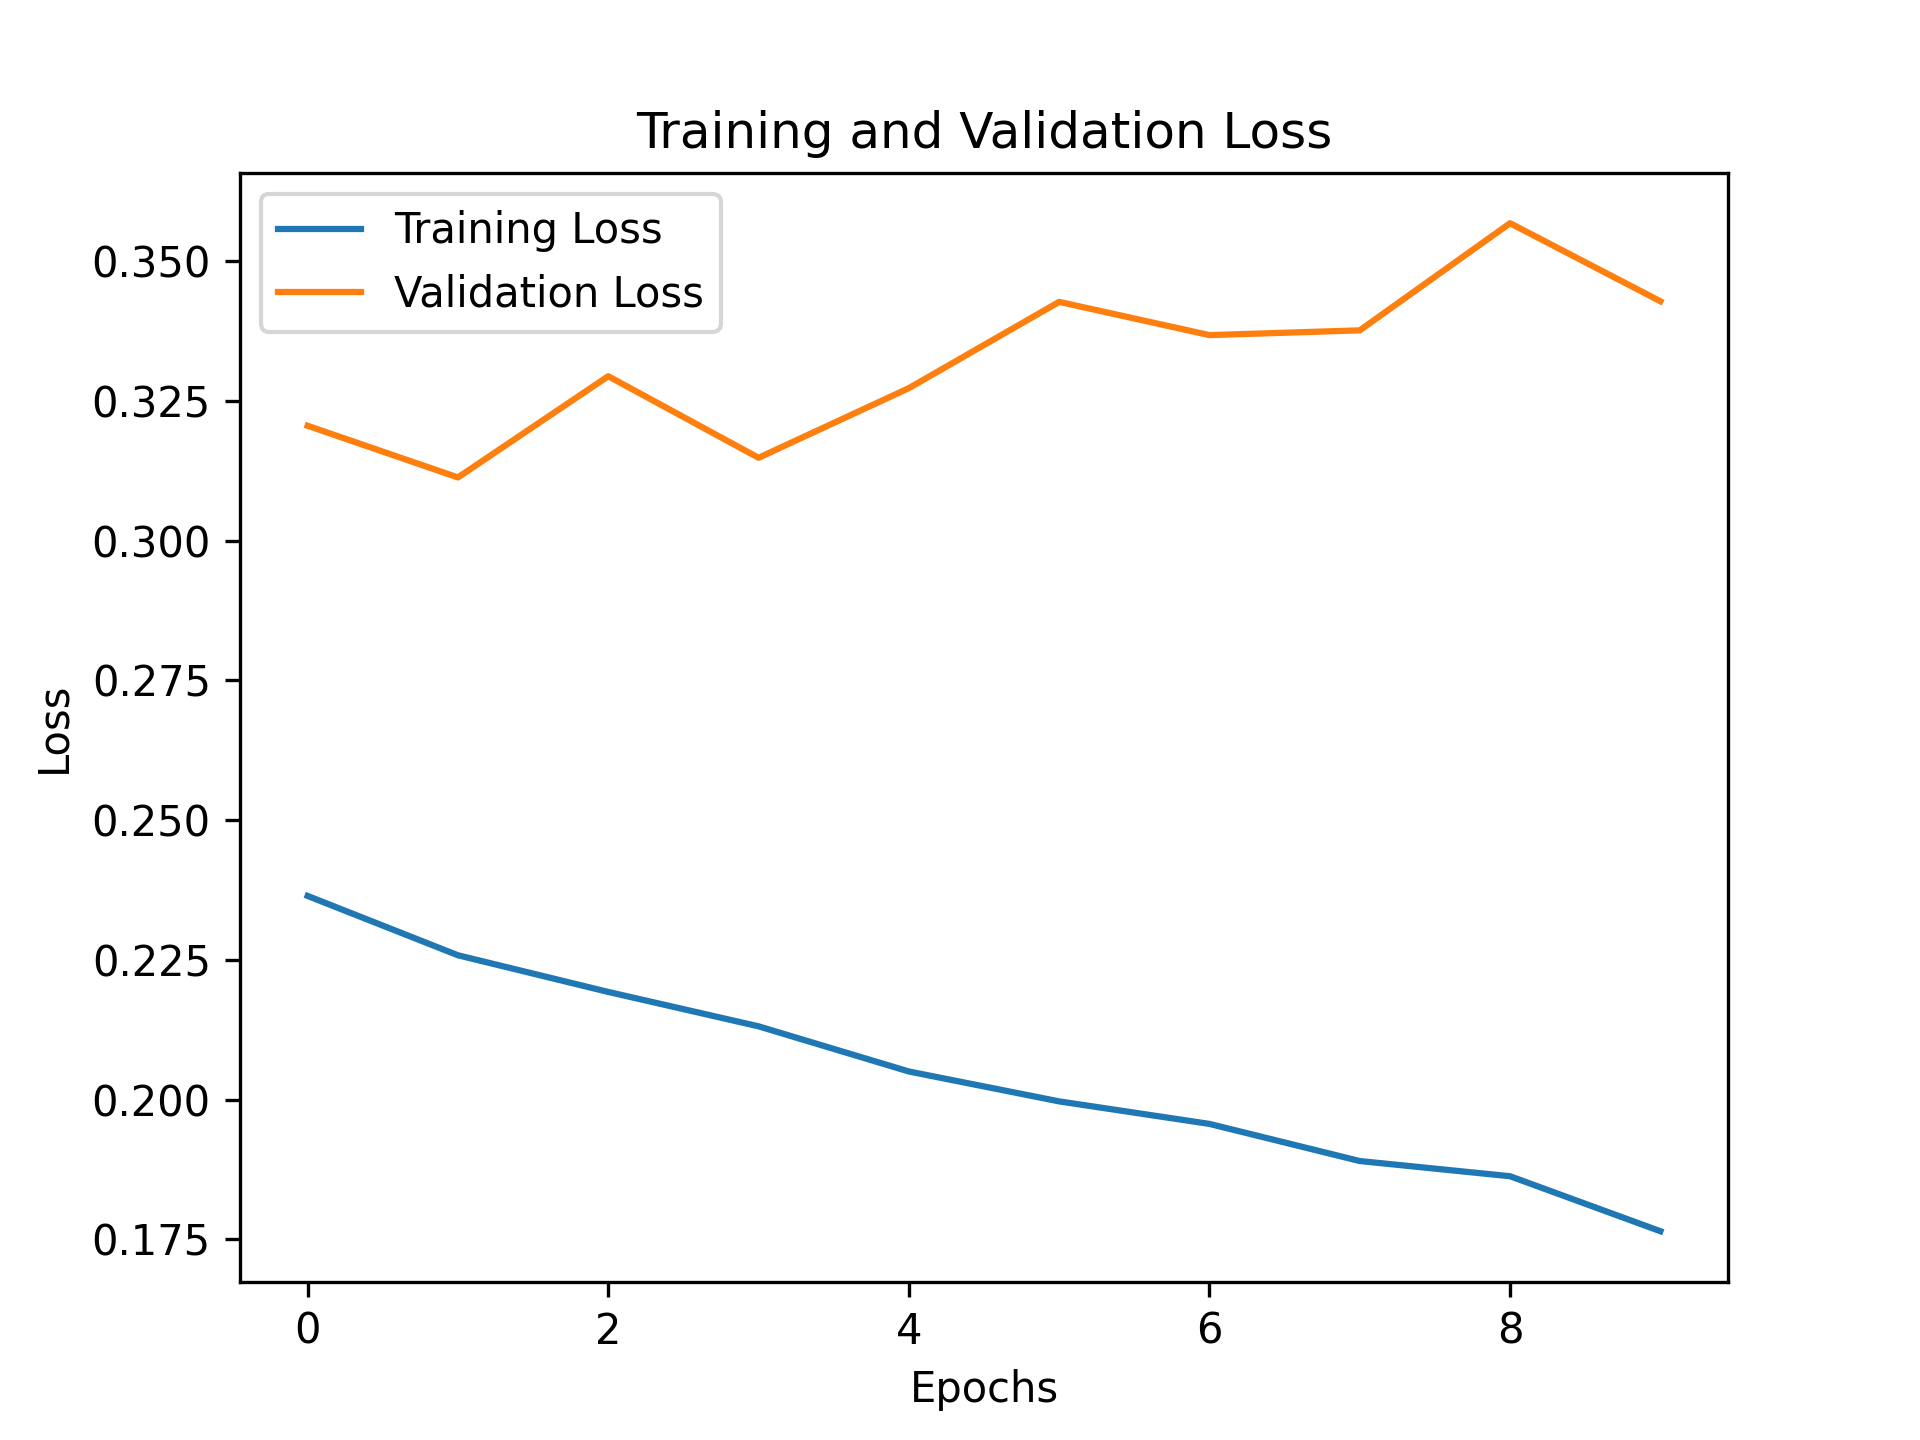 Training and Validation Loss
Training Loss
Validation Loss
0.350
0.325
0.300
0.275
0.250
0.225
0.200
0.175
Loss
0 2 4 6 8
Epochs